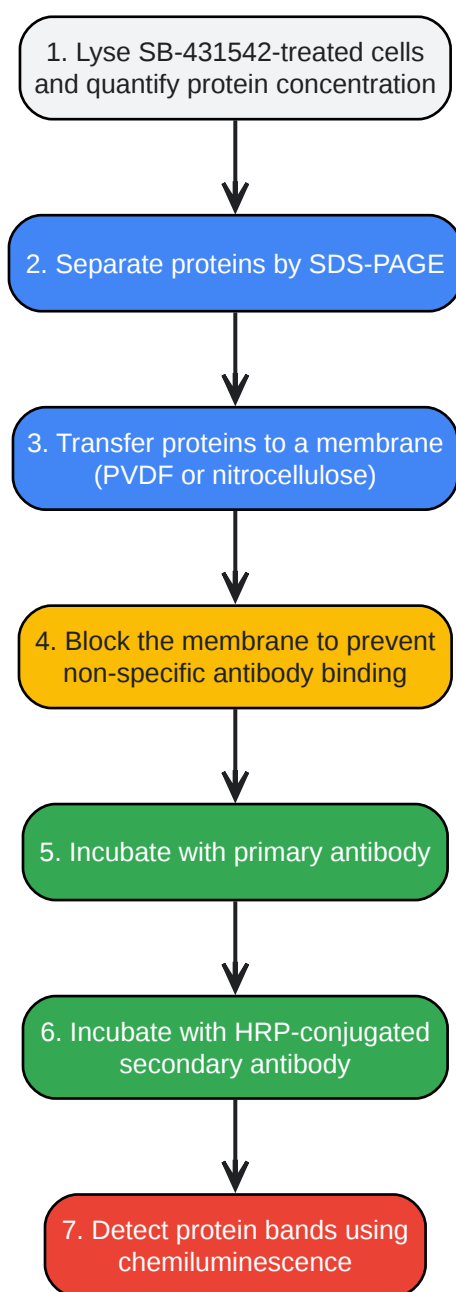 1. Lyse SB-431542-treated cells
and quantify protein concentration
2. Separate proteins by SDS-PAGE
3. Transfer proteins to a membrane
(PVDF or nitrocellulose)
4. Block the membrane to prevent
non-specific antibody binding
5. Incubate with primary antibody
6. Incubate with HRP-conjugated
secondary antibody
7. Detect protein bands using
chemiluminescence